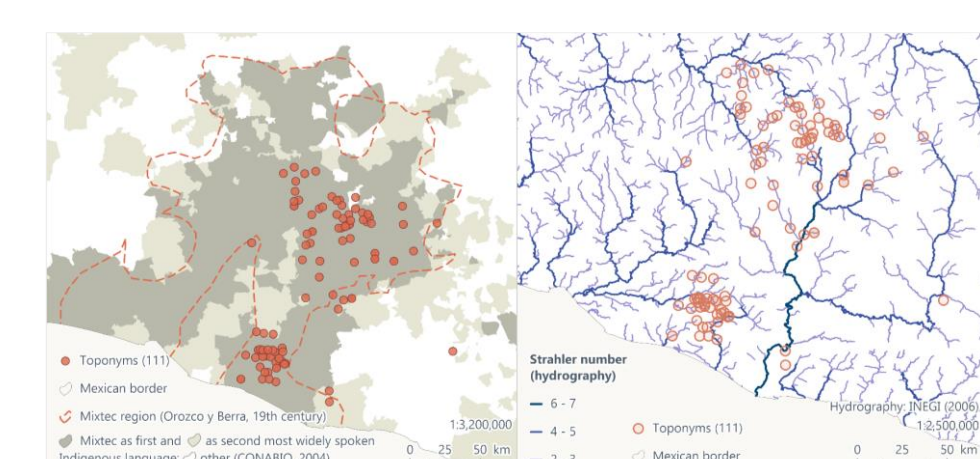 Toponyms (111)
Mexican border
Mixtec region (Orozco y Berra, 19th century)
Mixtec as first and as second most widely spoken
Indigenous language; other (CONABIO, 2004)
1:3,200,000
0 25 50 km
Strahler number
(hydrography)
6 - 7
4 - 5
2 - 3
Toponyms (111)
Mexican border
Hydrography: INEGI (2006)
1:2,500,000
0 25 50 km